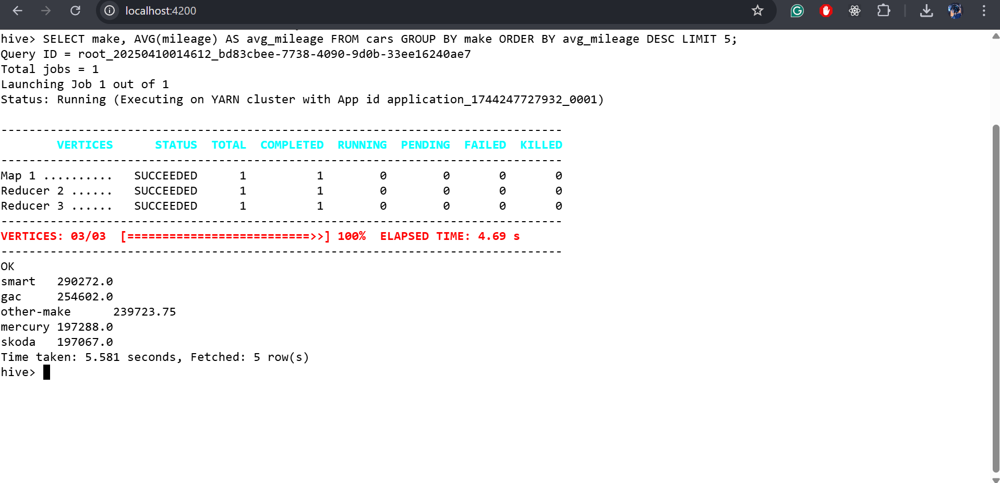 localhost:4200
hive> SELECT make, AVG(mileage) AS avg_mileage FROM cars GROUP BY make ORDER BY avg_mileage DESC LIMIT 5;
Query ID = root_20250410014612_bd83cbee-7738-4090-9d0b-33ee16240ae7
Total jobs = 1
Launching Job 1 out of 1
Status: Running (Executing on YARN cluster with App id application_1744247727932_0001)
--------------------------------------------------------------------------------
        VERTICES      STATUS  TOTAL  COMPLETED  RUNNING  PENDING  FAILED  KILLED
--------------------------------------------------------------------------------
Map 1 ..........   SUCCEEDED      1          1        0        0       0       0
Reducer 2 ......   SUCCEEDED      1          1        0        0       0       0
Reducer 3 ......   SUCCEEDED      1          1        0        0       0       0
--------------------------------------------------------------------------------
VERTICES: 03/03  [==========================>>] 100%  ELAPSED TIME: 4.69 s
--------------------------------------------------------------------------------
OK
smart   290272.0
gac     254602.0
other-make      239723.75
mercury 197288.0
skoda   197067.0
Time taken: 5.581 seconds, Fetched: 5 row(s)
hive>